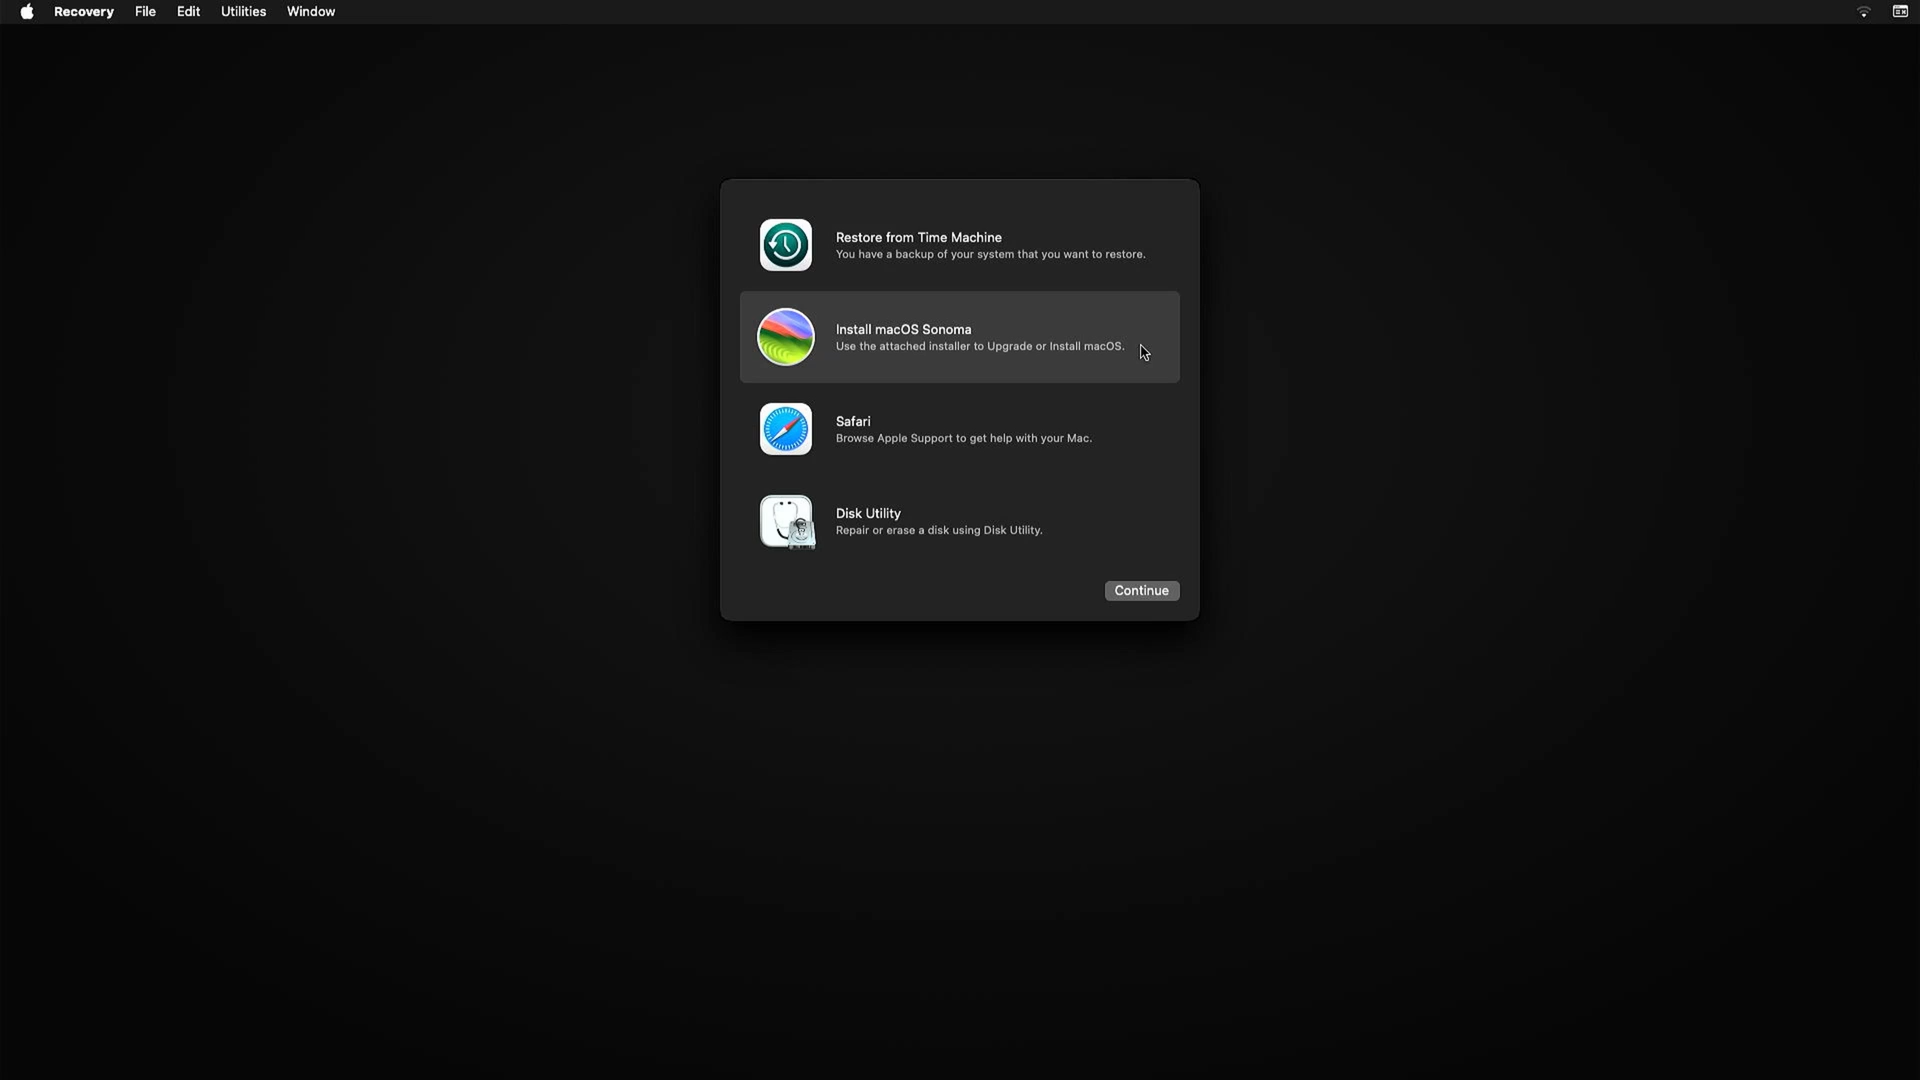 Recovery File Edit Utilities Window
Restore from Time Machine
You have a backup of your system that you want to restore.
Install macOS Sonoma
Use the attached installer to Upgrade or Install macOS.
Safari
Browse Apple Support to get help with your Mac.
Disk Utility
Repair or erase a disk using Disk Utility.
Continue